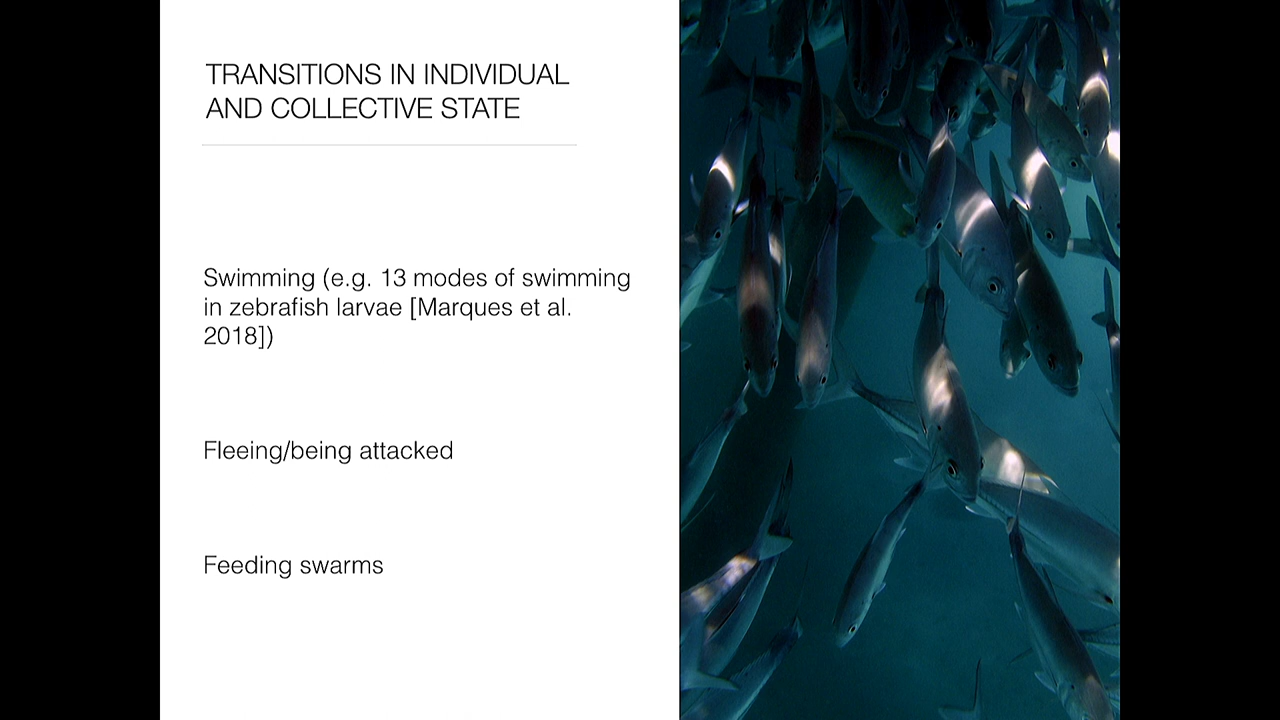 TRANSITIONS IN INDIVIDUAL
AND COLLECTIVE STATE
Swimming (e.g. 13 modes of swimming
in zebrafish larvae [Marques et al.
2018])
Fleeing/being attacked
Feeding swarms